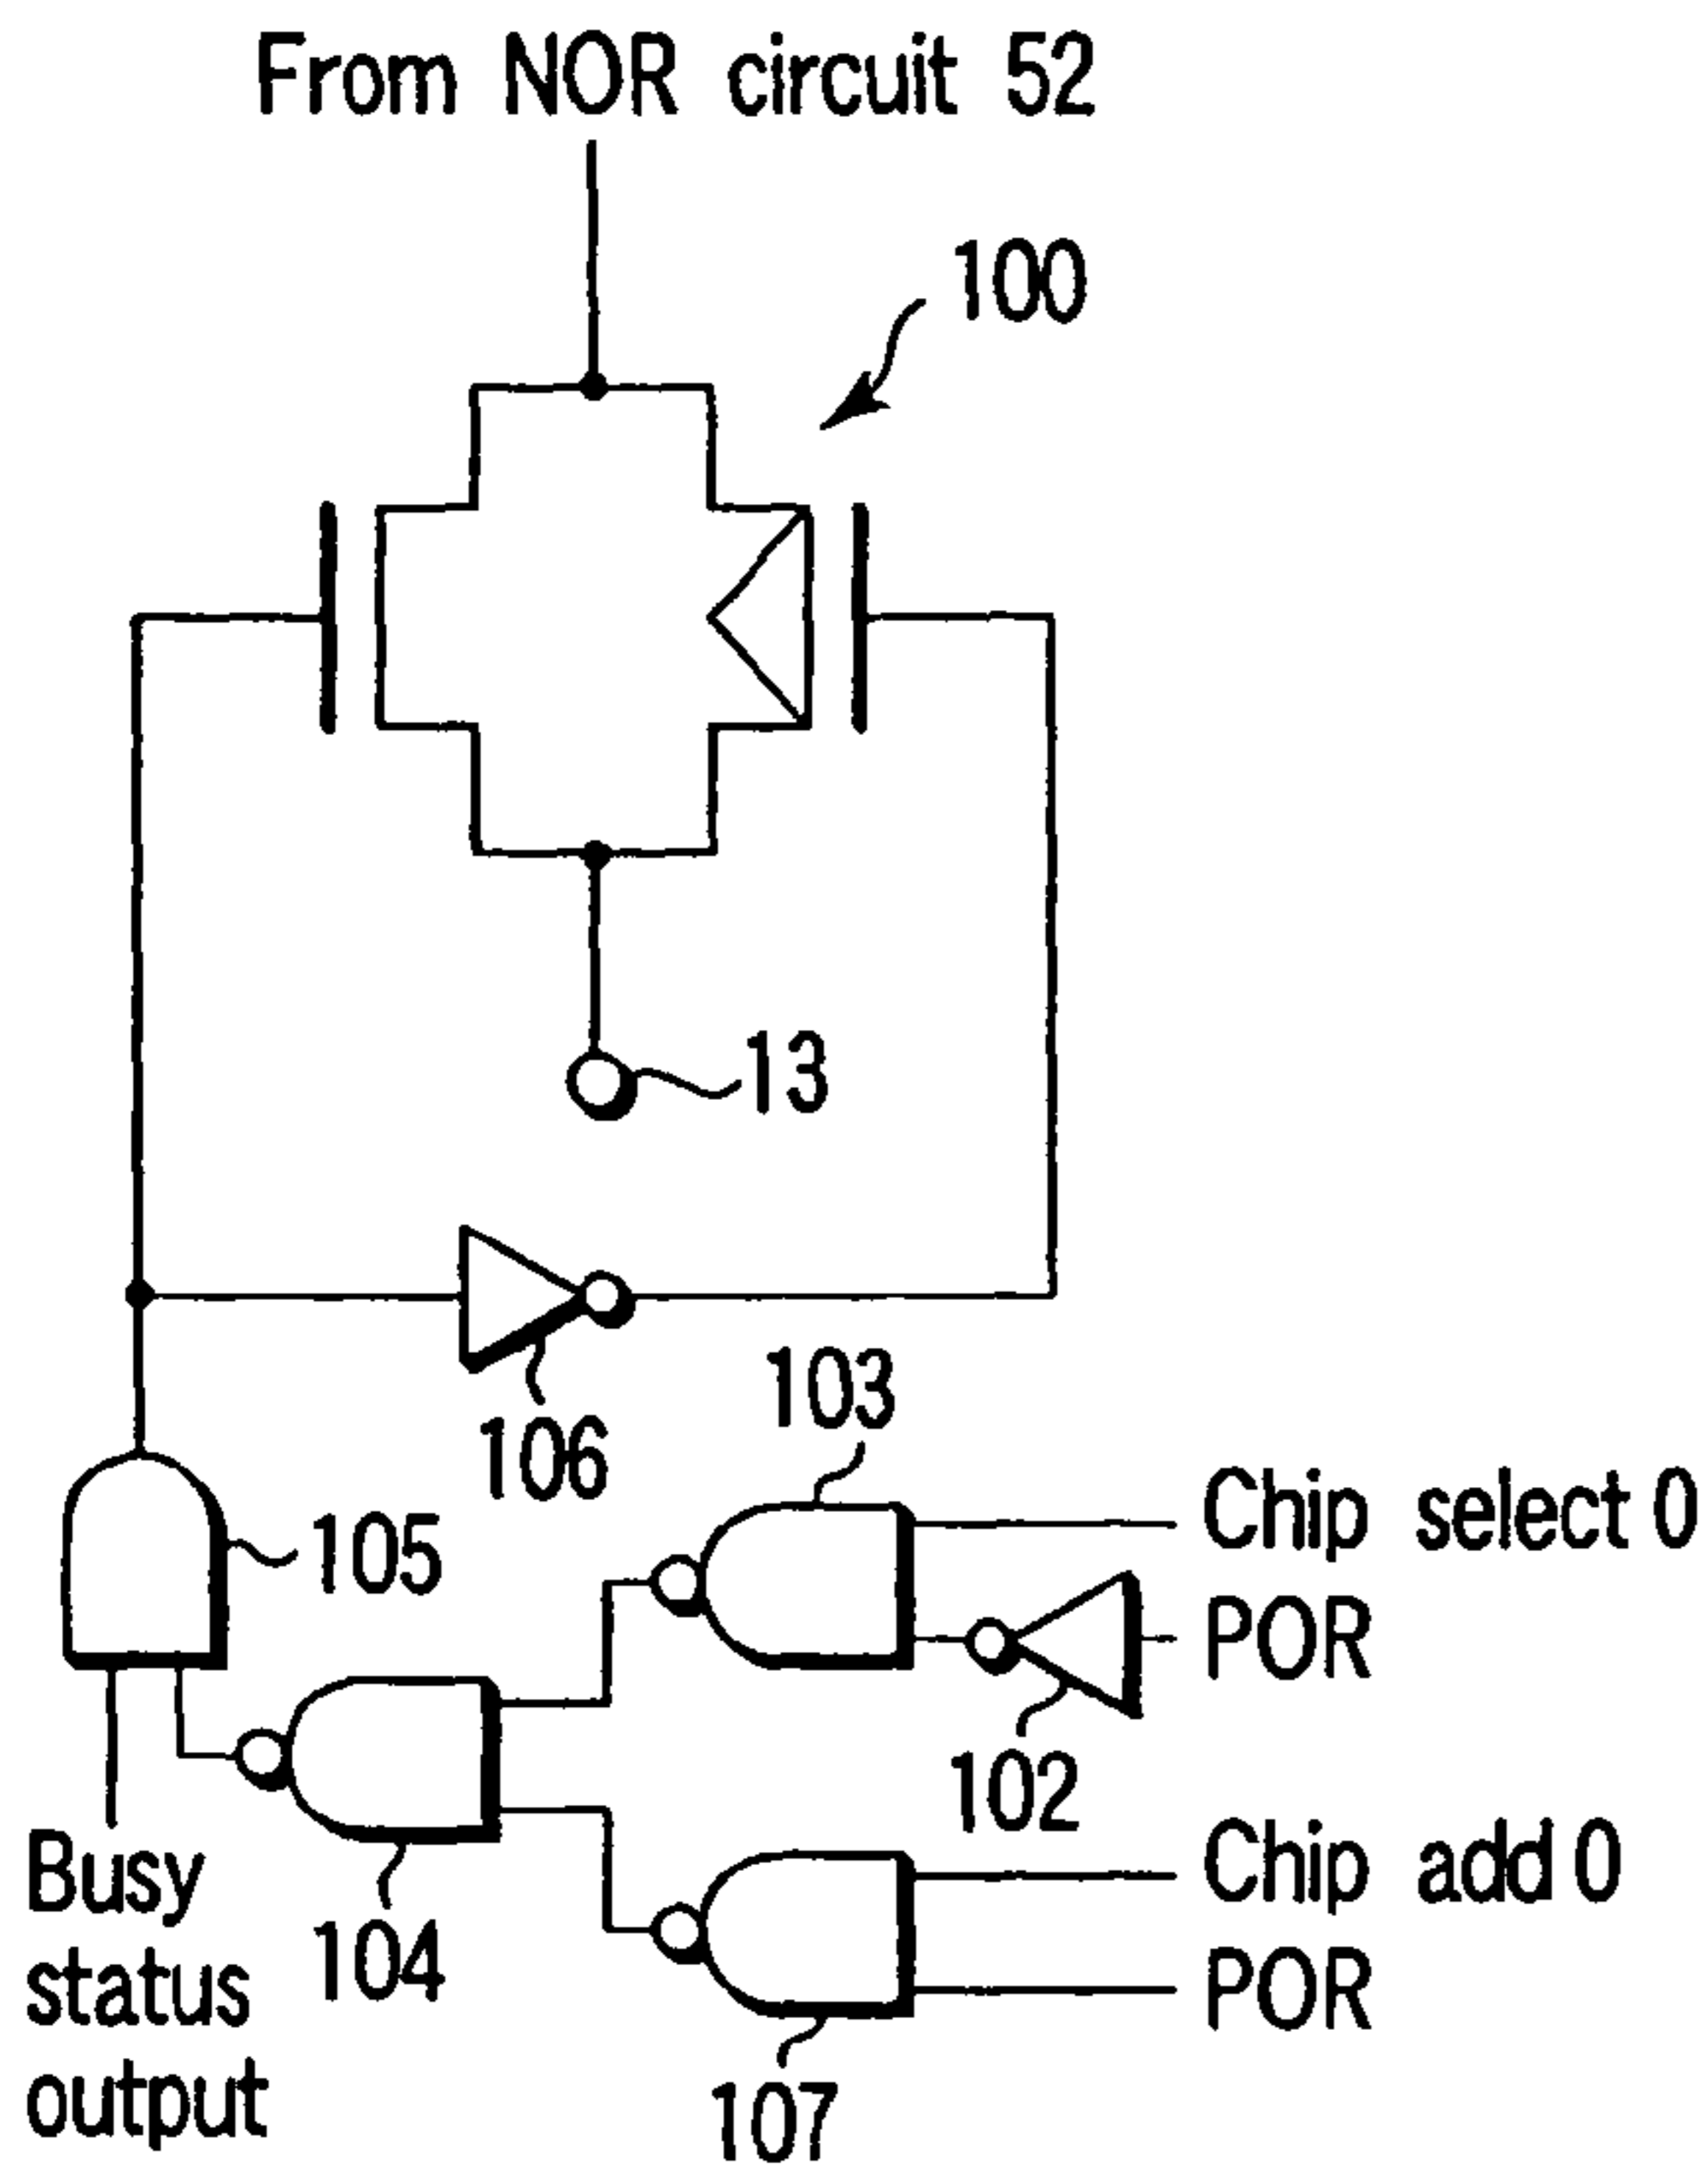 From NOR circuit 52
100
13
106
103
105
Chip select 0
POR
102
104
Chip add 0
POR
107
Busy
status
output